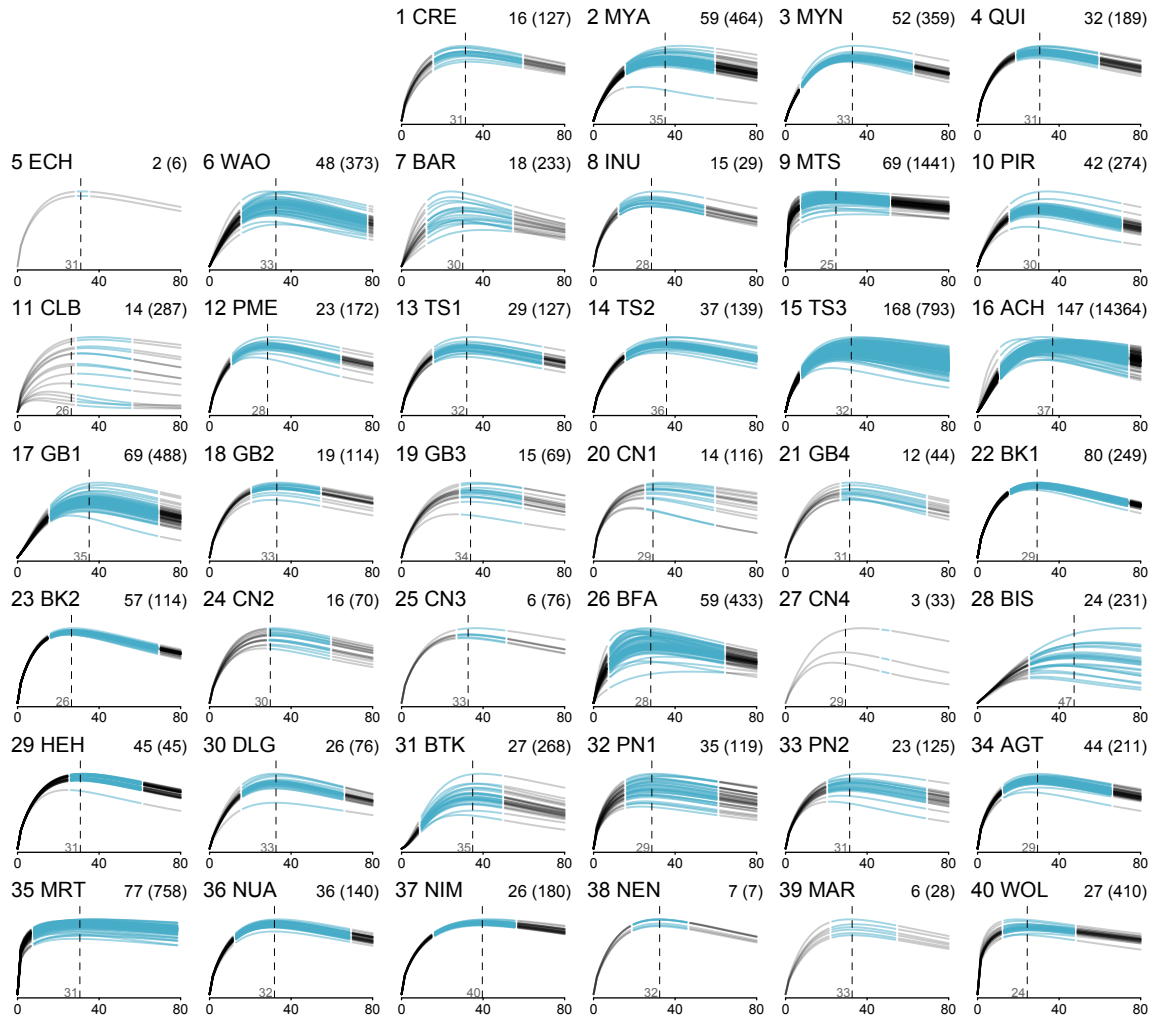 1 CRE 16 (127) 2 MYA 59 (464) 3 MYN 52 (359) 4 QUI 32 (189)
31 35 33 31
0 40 80 0 40 80 0 40 80 0 40 80
5 ECH 2 (6) 6 WAO 48 (373) 7 BAR 18 (233) 8 INU 15 (29) 9 MTS 69 (1441) 10 PIR 42 (274)
31 33 30 28 25 30
0 40 80 0 40 80 0 40 80 0 40 80 0 40 80 0 40 80
11 CLB 14 (287) 12 PME 23 (172) 13 TS1 29 (127) 14 TS2 37 (139) 15 TS3 168 (793) 16 ACH 147 (14364)
26 28 32 36 32 37
0 40 80 0 40 80 0 40 80 0 40 80 0 40 80 0 40 80
17 GB1 69 (488) 18 GB2 19 (114) 19 GB3 15 (69) 20 CN1 14 (116) 21 GB4 12 (44) 22 BK1 80 (249)
35 33 34 29 31 29
0 40 80 0 40 80 0 40 80 0 40 80 0 40 80 0 40 80
23 BK2 57 (114) 24 CN2 16 (70) 25 CN3 6 (76) 26 BFA 59 (433) 27 CN4 3 (33) 28 BIS 24 (231)
26 30 33 28 29 47
0 40 80 0 40 80 0 40 80 0 40 80 0 40 80 0 40 80
29 HEH 45 (45) 30 DLG 26 (76) 31 BTK 27 (268) 32 PN1 35 (119) 33 PN2 23 (125) 34 AGT 44 (211)
31 33 35 29 31 29
0 40 80 0 40 80 0 40 80 0 40 80 0 40 80 0 40 80
35 MRT 77 (758) 36 NUA 36 (140) 37 NIM 26 (180) 38 NEN 7 (7) 39 MAR 6 (28) 40 WOL 27 (410)
31 32 40 32 33 24
0 40 80 0 40 80 0 40 80 0 40 80 0 40 80 0 40 80